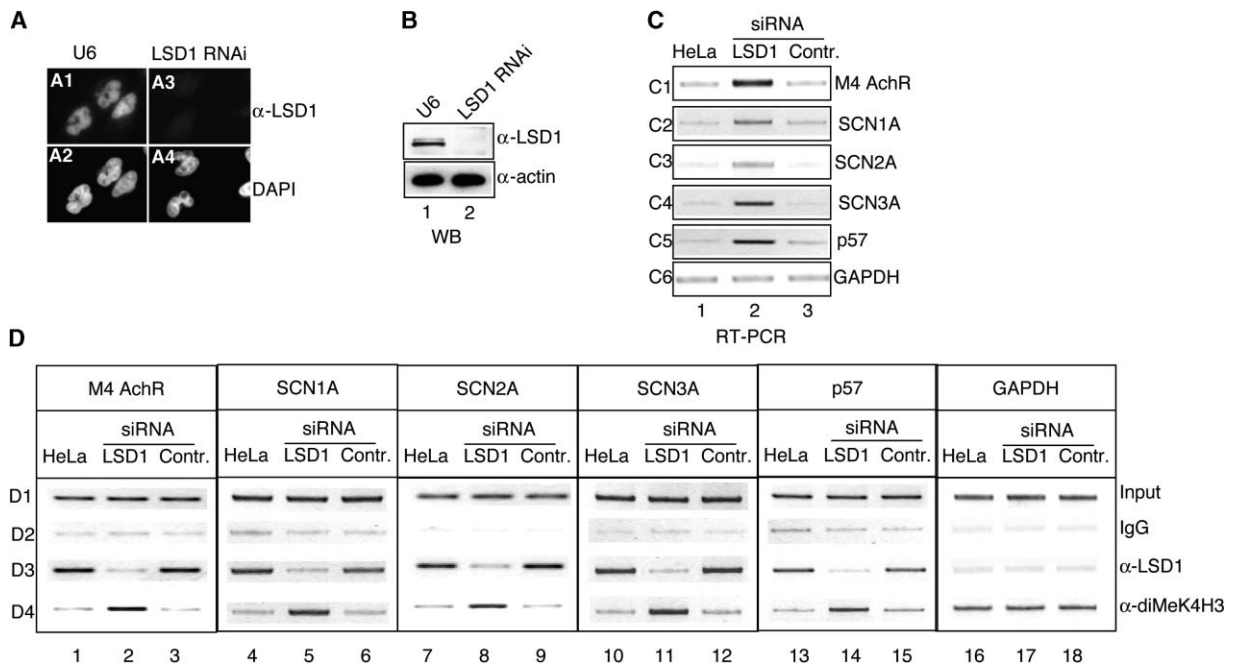 A
U6 LSD1 RNAi
A1 A3
α-LSD1
A2 A4
DAPI
B
U6 LSD1 RNAi
α-LSD1
α-actin
1 2
WB
C
siRNA
HeLa LSD1 Contr.
C1 M4 AchR
C2 SCN1A
C3 SCN2A
C4 SCN3A
C5 p57
C6 GAPDH
1 2 3
RT-PCR
D
M4 AchR SCN1A SCN2A SCN3A p57 GAPDH
siRNA siRNA siRNA siRNA siRNA siRNA
HeLa LSD1 Contr. HeLa LSD1 Contr. HeLa LSD1 Contr. HeLa LSD1 Contr. HeLa LSD1 Contr. HeLa LSD1 Contr.
D1 Input
D2 IgG
D3 α-LSD1
D4 α-diMeK4H3
1 2 3 4 5 6 7 8 9 10 11 12 13 14 15 16 17 18